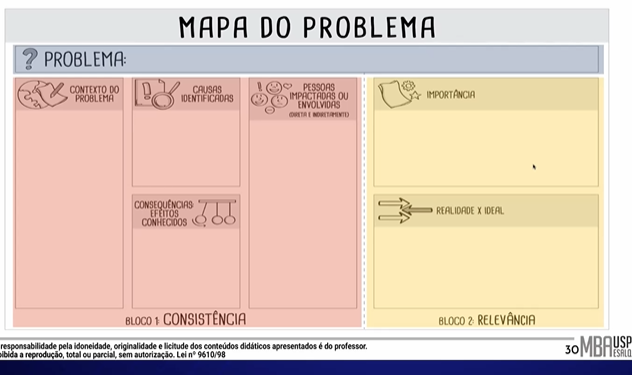 MAPA DO PROBLEMA
? PROBLEMA:
CONTEXTO DO
PROBLEMA
CAUSAS
IDENTIFICADAS
PESSOAS
IMPACTADAS OU
ENVOLVIDAS
(DIRETA E INDIRETAMENTE)
CONSEQUÊNCIAS
EFEITOS
CONHECIDOS
IMPORTÂNCIA
REALIDADE X IDEAL
BLOCO 1: CONSISTÊNCIA
BLOCO 2: RELEVÂNCIA
responsabilidade pela idoneidade, originalidade e licitude dos conteúdos didáticos apresentados é do professor.
oibida a reprodução, total ou parcial, sem autorização. Lei nº 9610/98
30
MBA USP
ESALQ